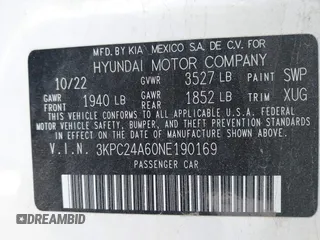 MFD.BY KIA MEXICO S.A DE C.V. FOR
HYUNDAI MOTOR COMPANY
10/22 GVWR 3527 LB PAINT SWP
GAWR 1940 LB GAWR 1852 LB TRIM XUG
THIS VEHICLE CONFORMS TO ALL APPLICABLE U.S. FEDERAL MOTOR
VEHICLE SAFETY, BUMPER, AND THEFT PREVENTION STANDARDS
IN EFFECT ON THE DATE OF MANUFACTURE SHOWN ABOVE.
V.I.N. 3KPC24A60NE190169
PASSENGER CAR
DREAMBID